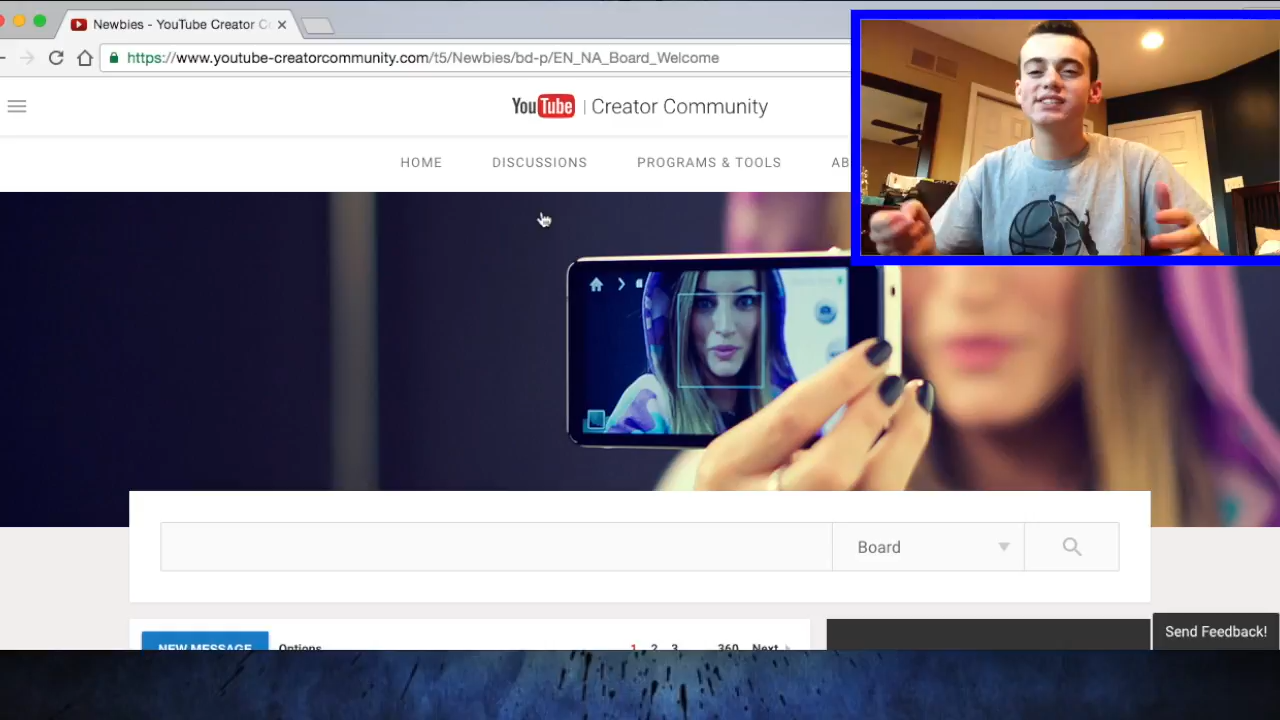 Newbies - YouTube Creator C
https://www.youtube-creatorcommunity.com/t5/Newbies/bd-p/EN_NA_Board_Welcome
YouTube | Creator Community
HOME DISCUSSIONS PROGRAMS & TOOLS AB
Board
Send Feedback!
NEW MESSAGE Options 1 2 3 360 Next